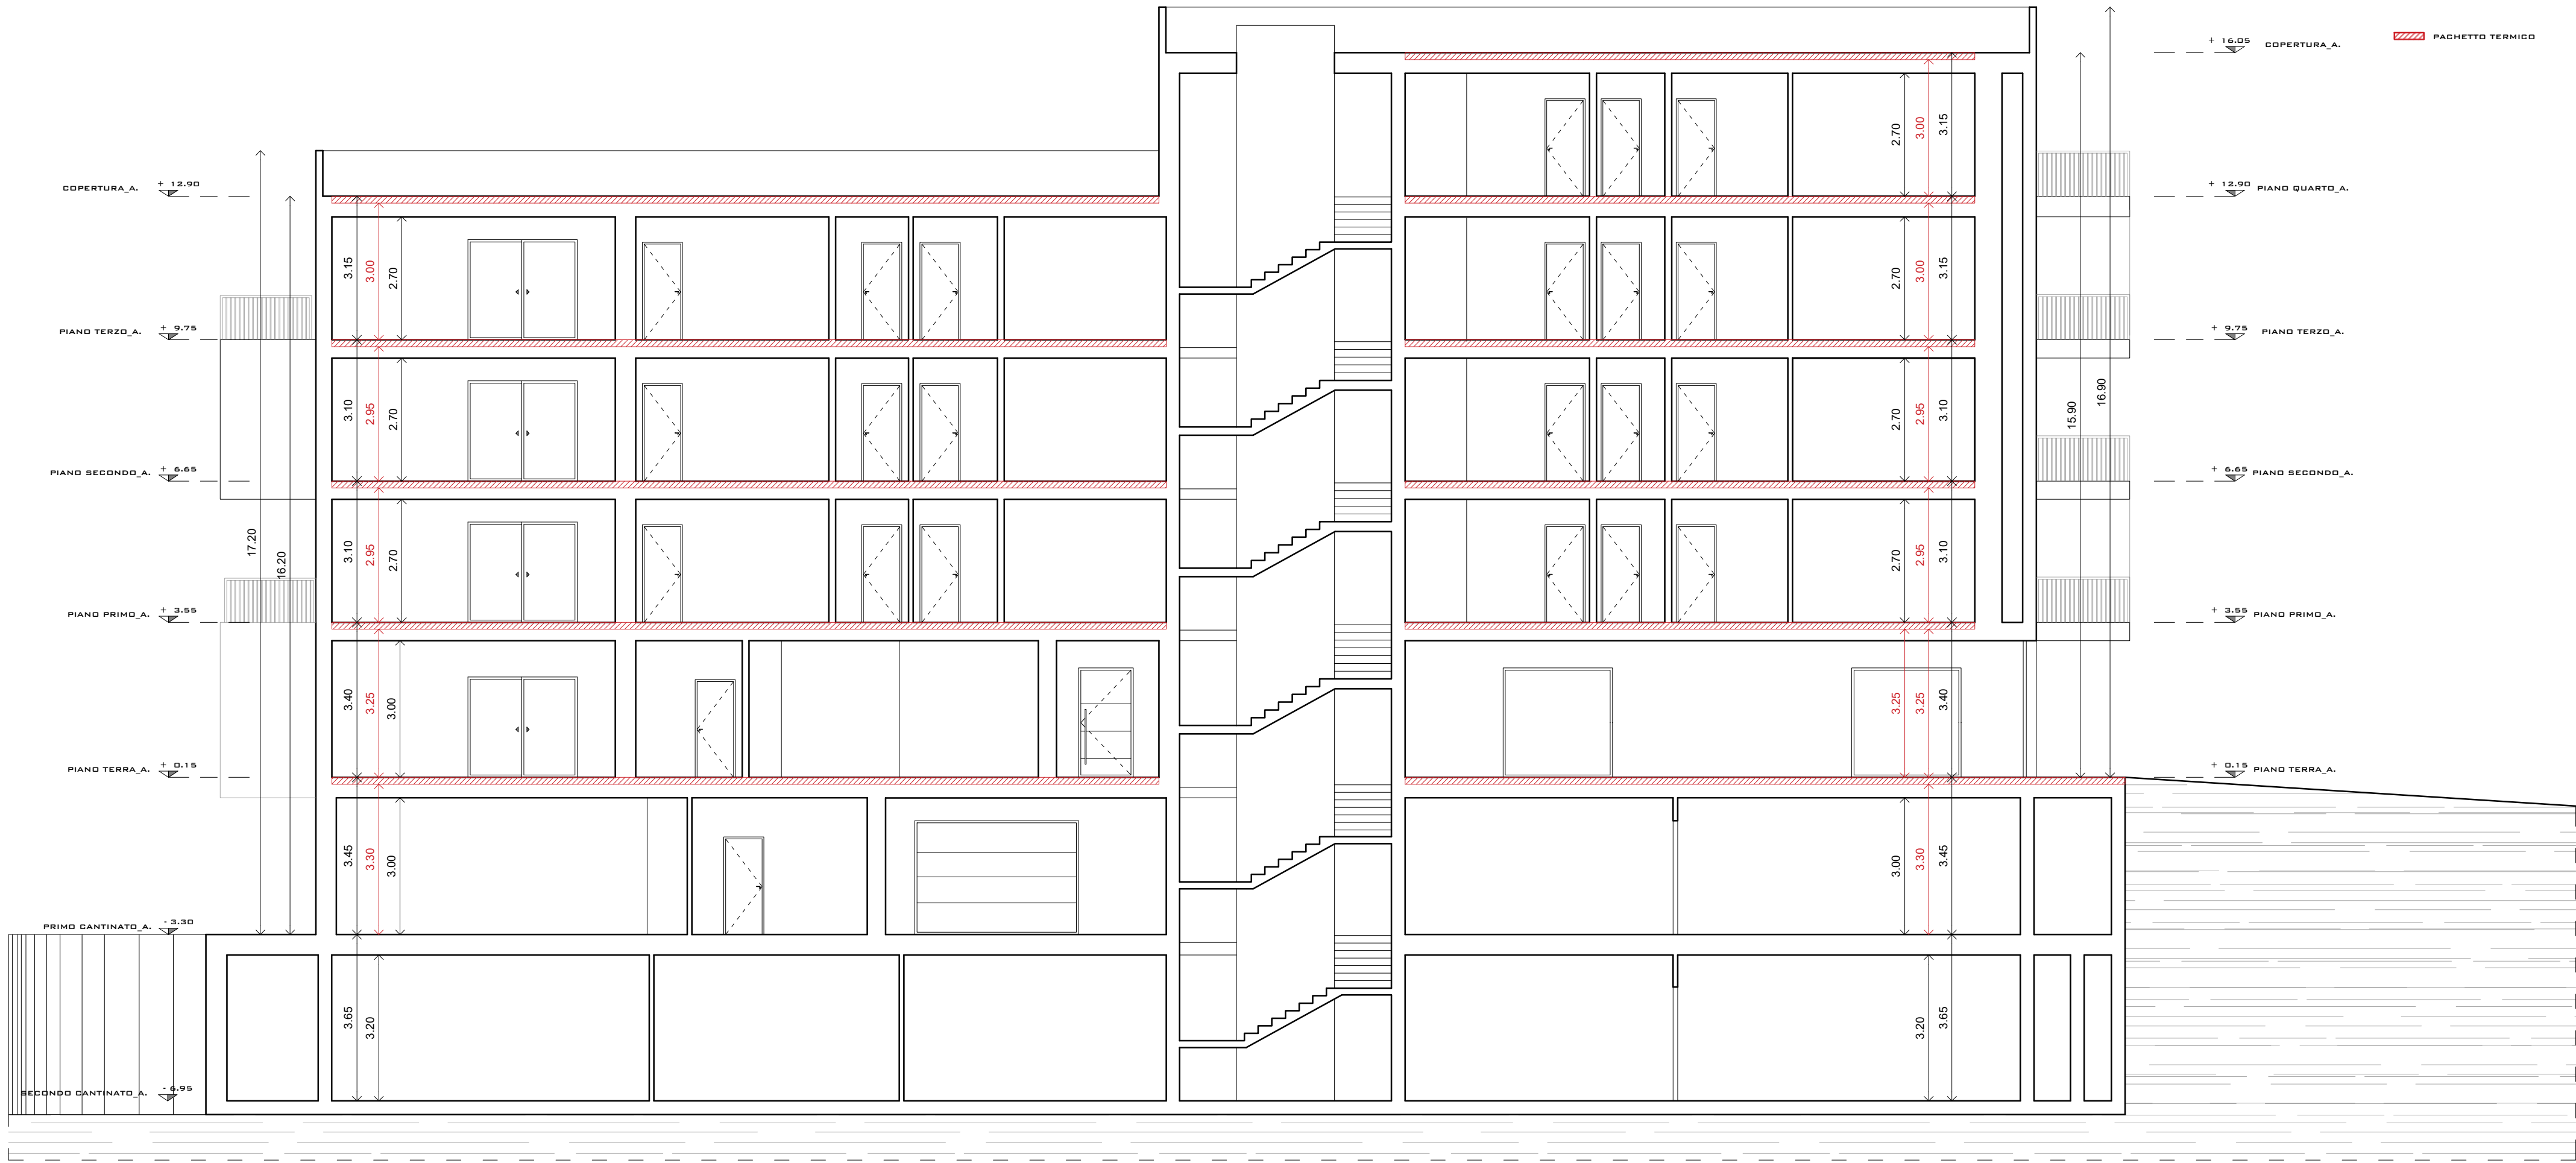 + 16.05 COPERTURA_A.
PACHETTO TERMICO
2.70
3.00
3.15
COPERTURA_A. + 12.90
+ 12.90 PIANO QUARTO_A.
3.15
3.00
2.70
2.70
3.00
3.15
PIANO TERZO_A. + 9.75
+ 9.75 PIANO TERZO_A.
3.10
2.95
2.70
2.70
2.95
3.10
15.90
16.90
PIANO SECONDO_A. + 6.65
+ 6.65 PIANO SECONDO_A.
17.20
16.20
3.10
2.95
2.70
2.70
2.95
3.10
PIANO PRIMO_A. + 3.55
+ 3.55 PIANO PRIMO_A.
3.40
3.25
3.00
3.25
3.25
3.40
PIANO TERRA_A. + 0.15
+ 0.15 PIANO TERRA_A.
3.45
3.30
3.00
3.00
3.30
3.45
PRIMO CANTINATO_A. - 3.30
3.65
3.20
3.20
3.65
SECONDO CANTINATO_A. - 6.95